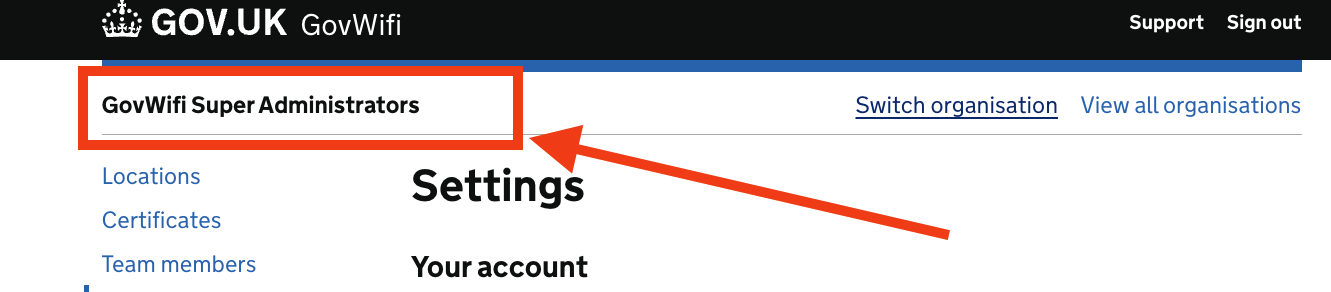 GOV.UK GovWifi Support Sign out
GovWifi Super Administrators Switch organisation View all organisations
Locations
Settings
Certificates
Team members
Your account